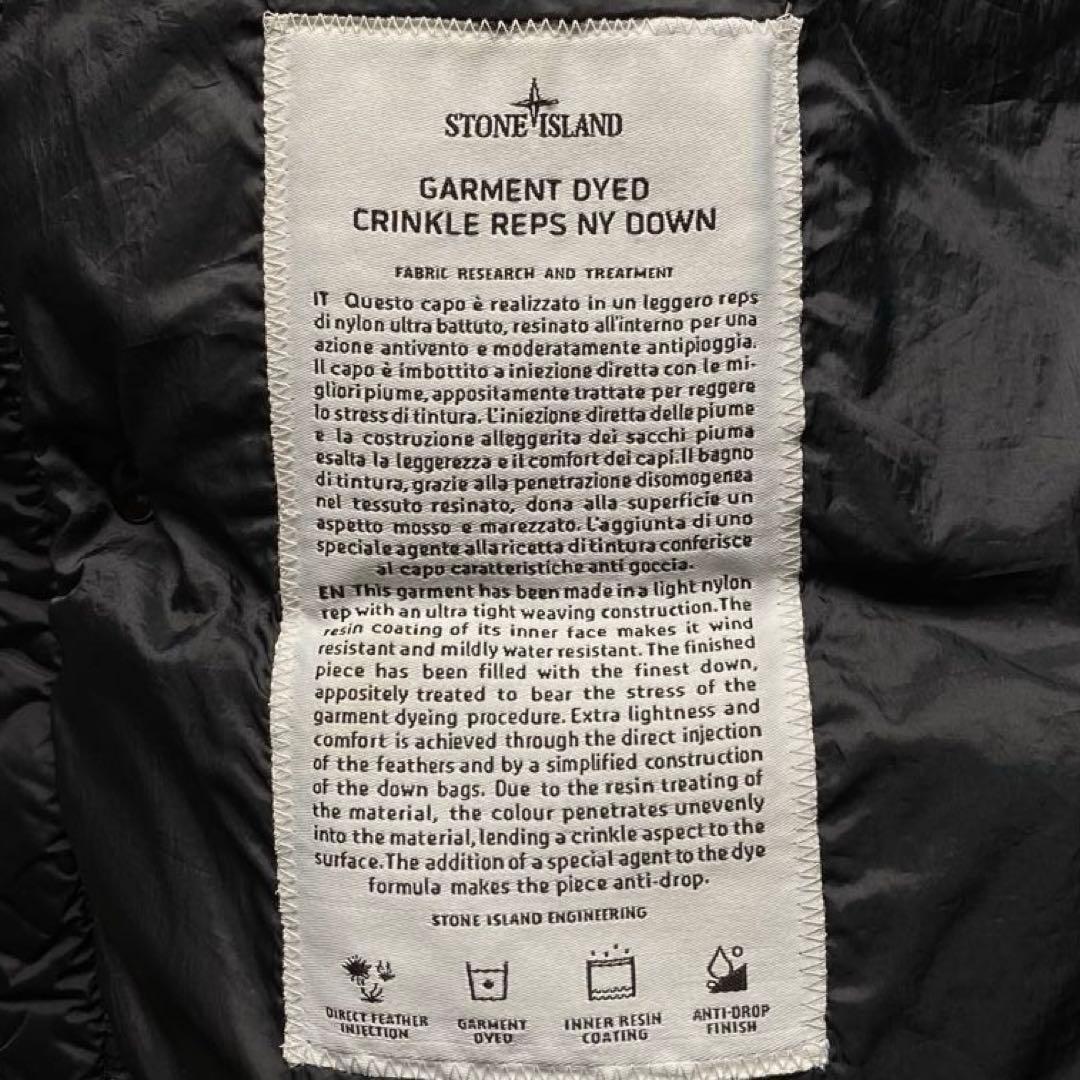 STONE ISLAND
GARMENT DYED
CRINKLE REPS NY DOWN
FABRIC RESEARCH AND TREATMENT
IT Questo capo è realizzato in un leggero reps
di nylon ultra battuto, resinato all'interno per una
azione antivento e moderatamente antipioggia.
Il capo è imbottito a iniezione diretta con le mi-
gliori piume, appositamente trattate per reggere
lo stress di tintura. L'iniezione diretta delle piume
e la costruzione alleggerita dei sacchi piuma
esalta la leggerezza e il comfort dei capi. Il bagno
di tintura, grazie alla penetrazione disomogenea
nel tessuto resinato, dona alla superficie un
aspetto mosso e marezzato. L'aggiunta di uno
speciale agente alla ricetta di tintura conferisce
al capo caratteristiche anti goccia.
EN This garment has been made in a light nylon
rep with an ultra tight weaving construction. The
resin coating of its inner face makes it wind
resistant and mildly water resistant. The finished
piece has been filled with the finest down,
appositely treated to bear the stress of the
garment dyeing procedure. Extra lightness and
comfort is achieved through the direct injection
of the feathers and by a simplified construction
of the down bags. Due to the resin treating of
the material, the colour penetrates unevenly
into the material, lending a crinkle aspect to the
surface. The addition of a special agent to the dye
formula makes the piece anti-drop.
STONE ISLAND ENGINEERING
DIRECT FEATHER
INJECTION
GARMENT
DYED
INNER RESIN
COATING
ANTI-DROP
FINISH